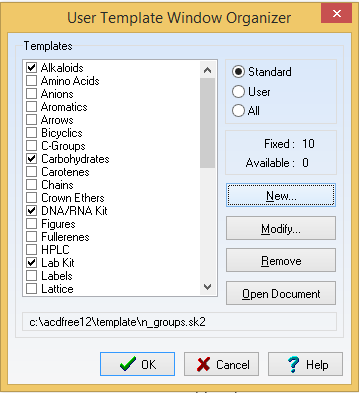 User Template Window Organizer
Templates
Alkaloids
Amino Acids
Anions
Aromatics
Arrows
Bicyclics
C-Groups
Carbohydrates
Carotenes
Chains
Crown Ethers
DNA/RNA Kit
Figures
Fullerenes
HPLC
Lab Kit
Labels
Lattice
Standard
User
All
Fixed : 10
Available : 0
New...
Modify...
Remove
Open Document
c:\acdfree12\template\n_groups.sk2
OK
Cancel
? Help